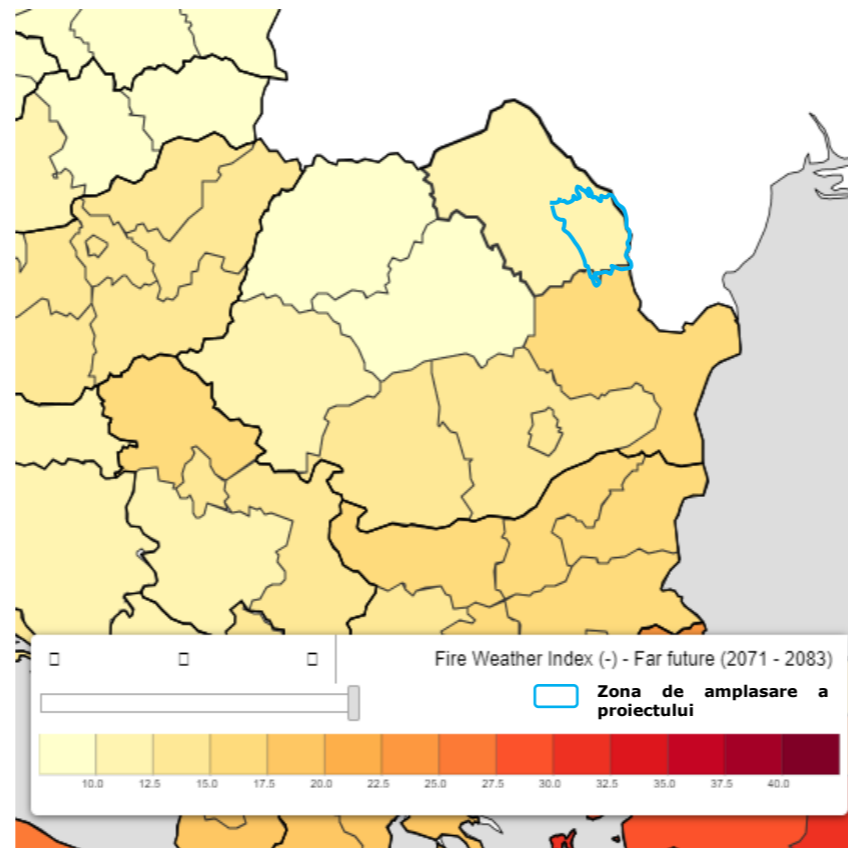 Fire Weather Index (-) - Far future (2071 - 2083)
Zona de amplasare a
proiectului
10.0 12.5 15.0 17.5 20.0 22.5 25.0 27.5 30.0 32.5 35.0 37.5 40.0